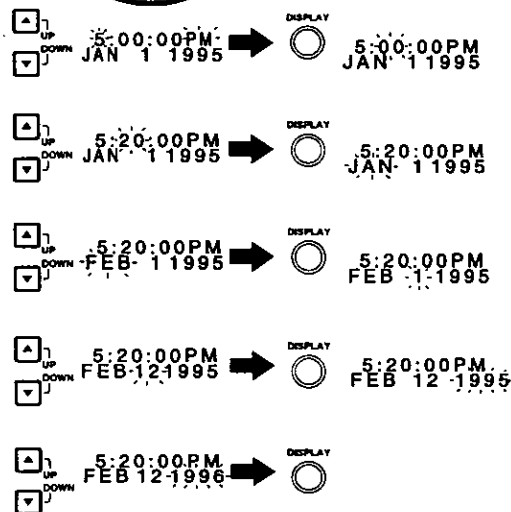 DISPLAY
UP
DOWN
5:00:00PM
JAN 1 1995
5:00:00PM
JAN 1 1995
DISPLAY
UP
DOWN
5:20:00PM
JAN 1 1995
5:20:00PM
JAN 1 1995
DISPLAY
UP
DOWN
5:20:00PM
FEB 1 1995
5:20:00PM
FEB 1 1995
DISPLAY
UP
DOWN
5:20:00PM
FEB 12 1995
5:20:00PM
FEB 12 1995
DISPLAY
UP
DOWN
5:20:00PM
FEB 12 1996